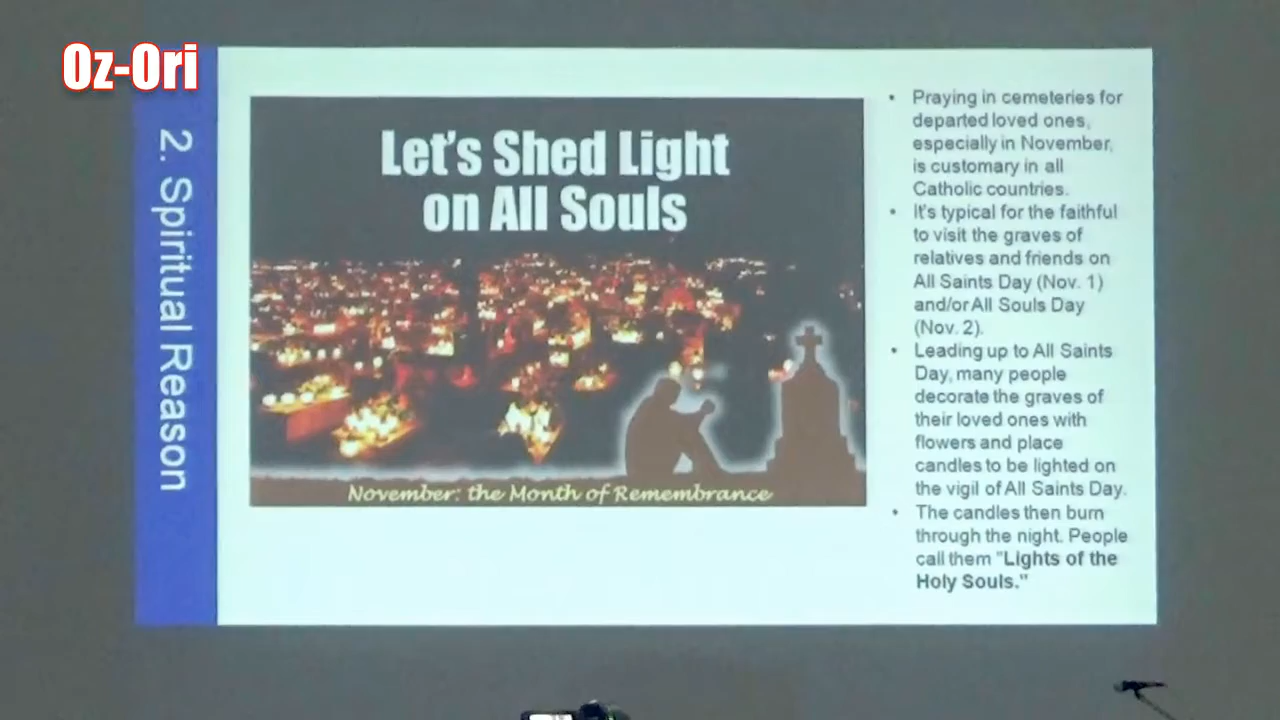 Oz-Ori
2. Spiritual Reason
Let's Shed Light
on All Souls
November: the Month of Remembrance
• Praying in cemeteries for
departed loved ones,
especially in November,
is customary in all
Catholic countries.
• It's typical for the faithful
to visit the graves of
relatives and friends on
All Saints Day (Nov. 1)
and/or All Souls Day
(Nov. 2).
• Leading up to All Saints
Day, many people
decorate the graves of
their loved ones with
flowers and place
candles to be lighted on
the vigil of All Saints Day.
• The candles then burn
through the night. People
call them "Lights of the
Holy Souls."